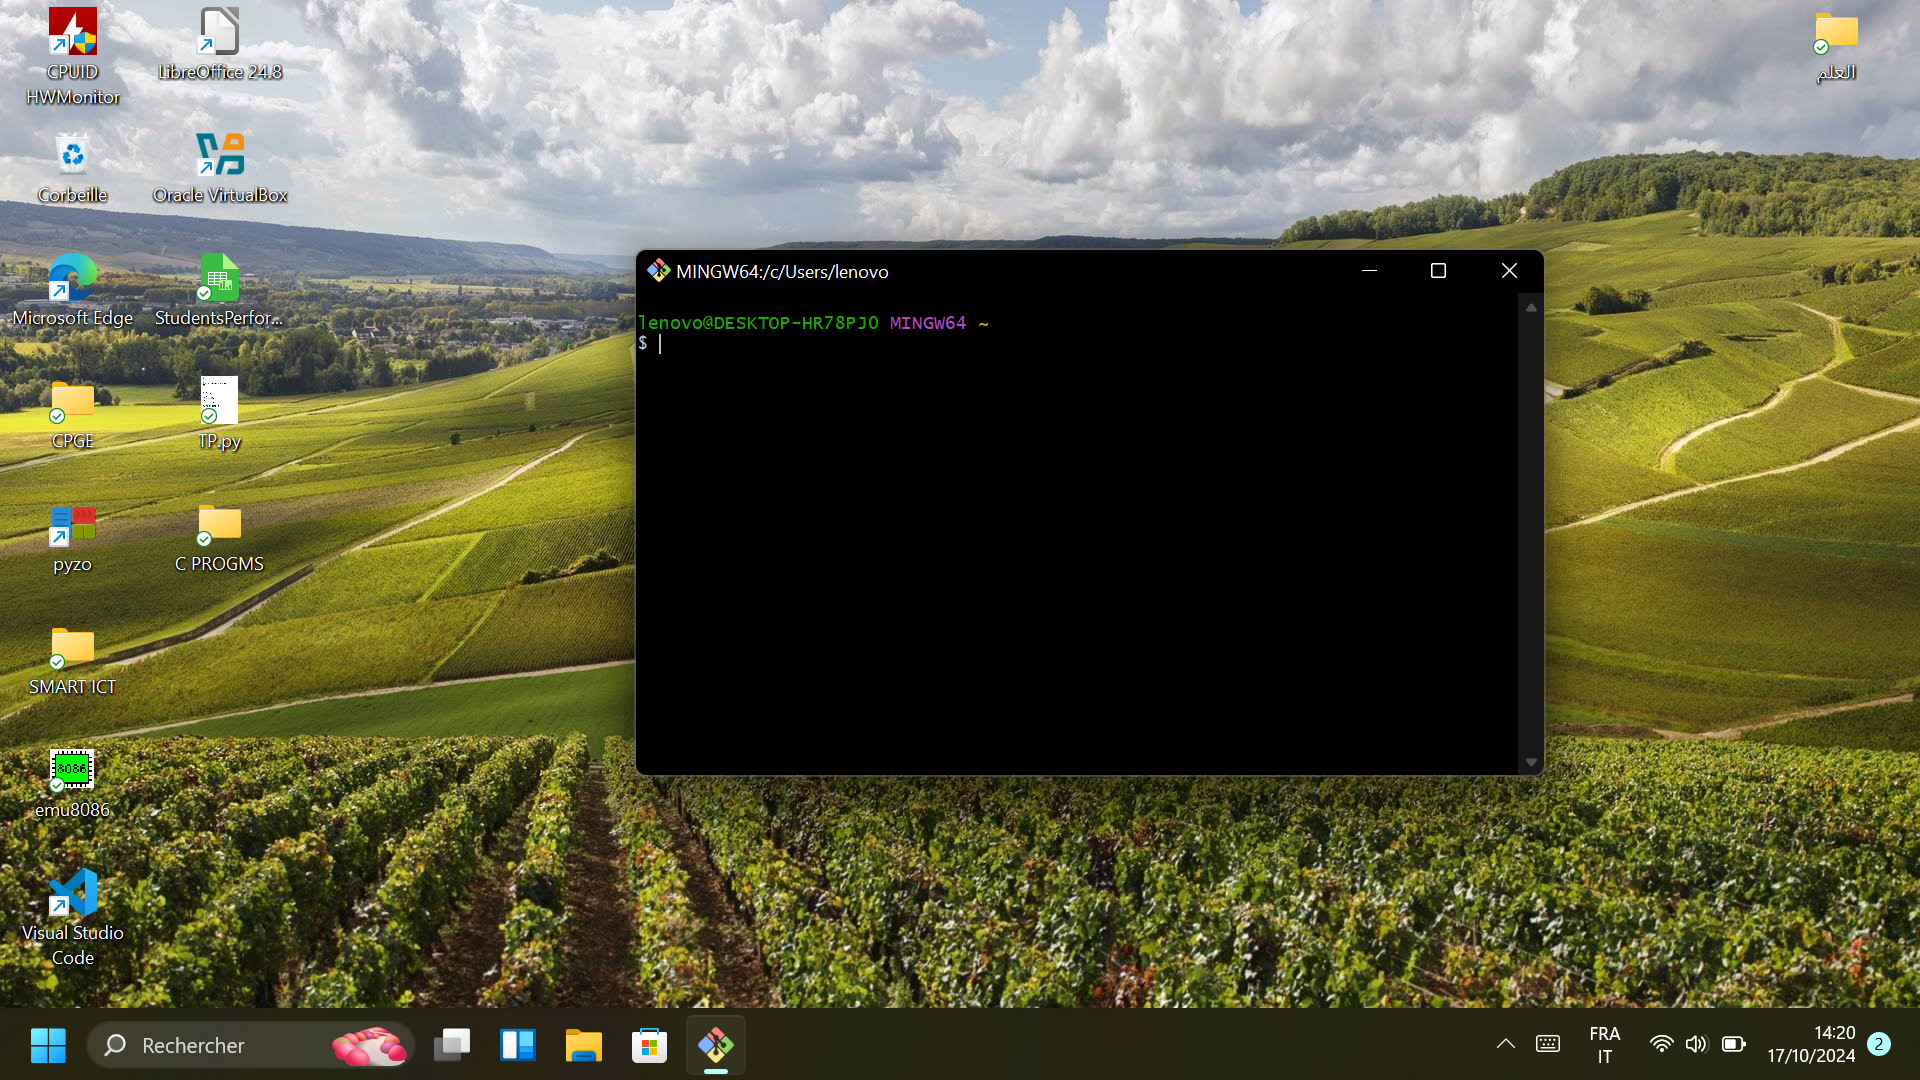 CPUID
HWMonitor
LibreOffice 24.8
العلم
Corbeille
Oracle VirtualBox
Microsoft Edge
StudentsPerfor...
CPGE
TP.py
pyzo
C PROGMS
SMART ICT
8086
emu8086
Visual Studio
Code
MINGW64:/c/Users/lenovo
lenovo@DESKTOP-HR78PJO MINGW64 ~
$
Rechercher
FRA
IT
14:20
17/10/2024
2